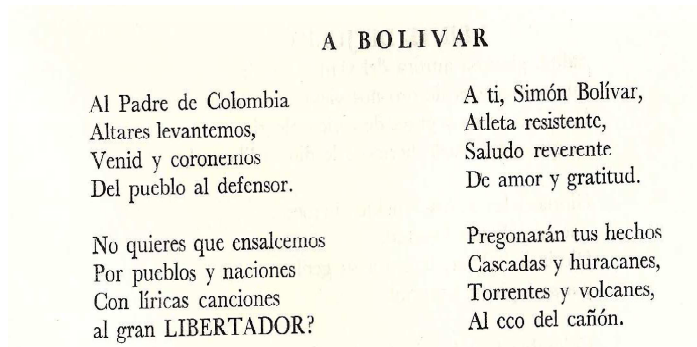 A BOLIVAR
Al Padre de Colombia
Altares levantemos,
Venid y coronemos
Del pueblo al defensor.
No quieres que ensalcemos
Por pueblos y naciones
Con líricas canciones
al gran LIBERTADOR?
A ti, Simón Bolívar,
Atleta resistente,
Saludo reverente
De amor y gratitud.
Pregonarán tus hechos
Cascadas y huracanes,
Torrentes y volcanes,
Al eco del cañón.